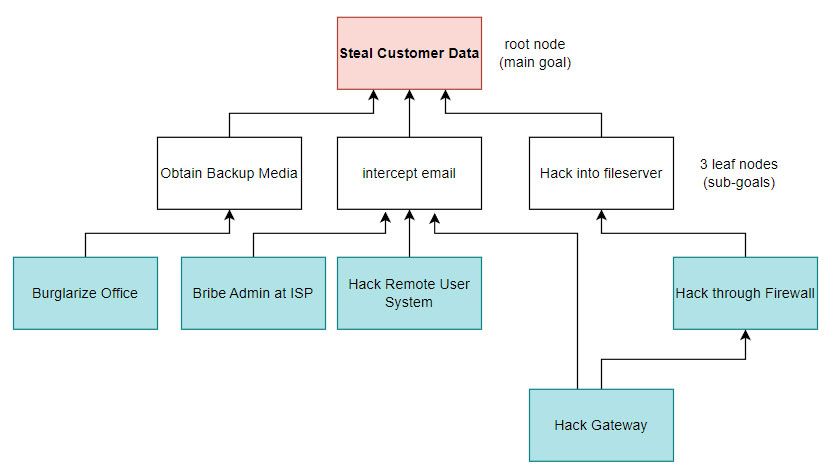 Steal Customer Data
root node
(main goal)
Obtain Backup Media
intercept email
Hack into fileserver
3 leaf nodes
(sub-goals)
Burglarize Office
Bribe Admin at ISP
Hack Remote User
System
Hack through Firewall
Hack Gateway